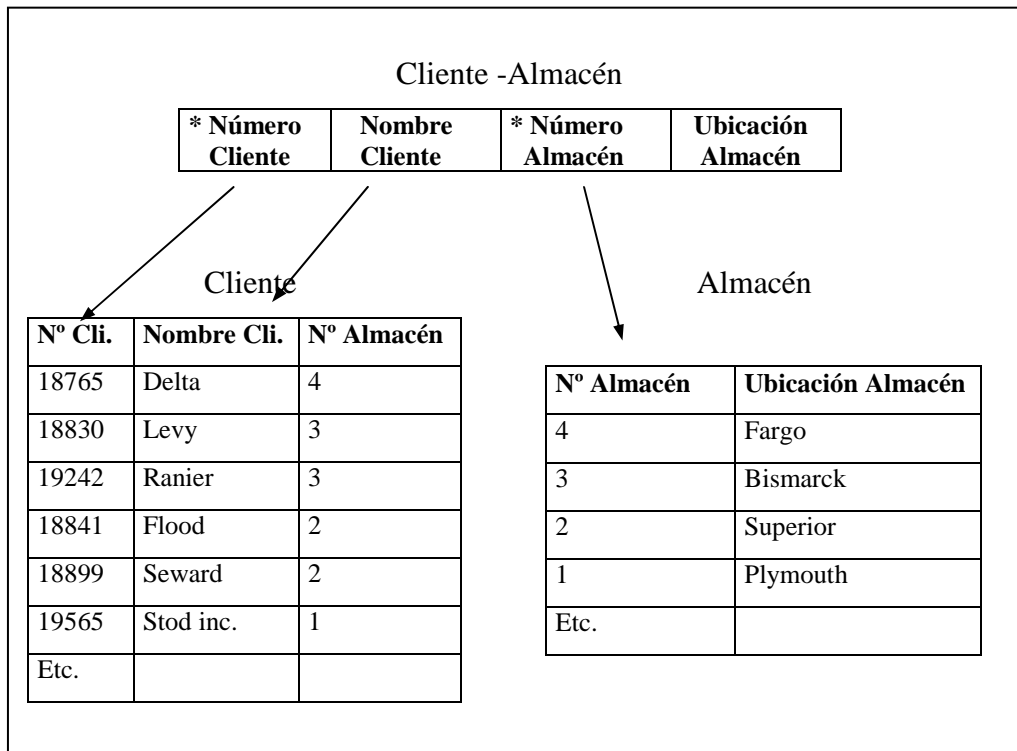 Cliente -Almacén
* Número Cliente Nombre Cliente * Número Almacén Ubicación Almacén
Cliente
Nº Cli. Nombre Cli. Nº Almacén
18765 Delta 4
18830 Levy 3
19242 Ranier 3
18841 Flood 2
18899 Seward 2
19565 Stod inc. 1
Etc.
Almacén
Nº Almacén Ubicación Almacén
4 Fargo
3 Bismarck
2 Superior
1 Plymouth
Etc.